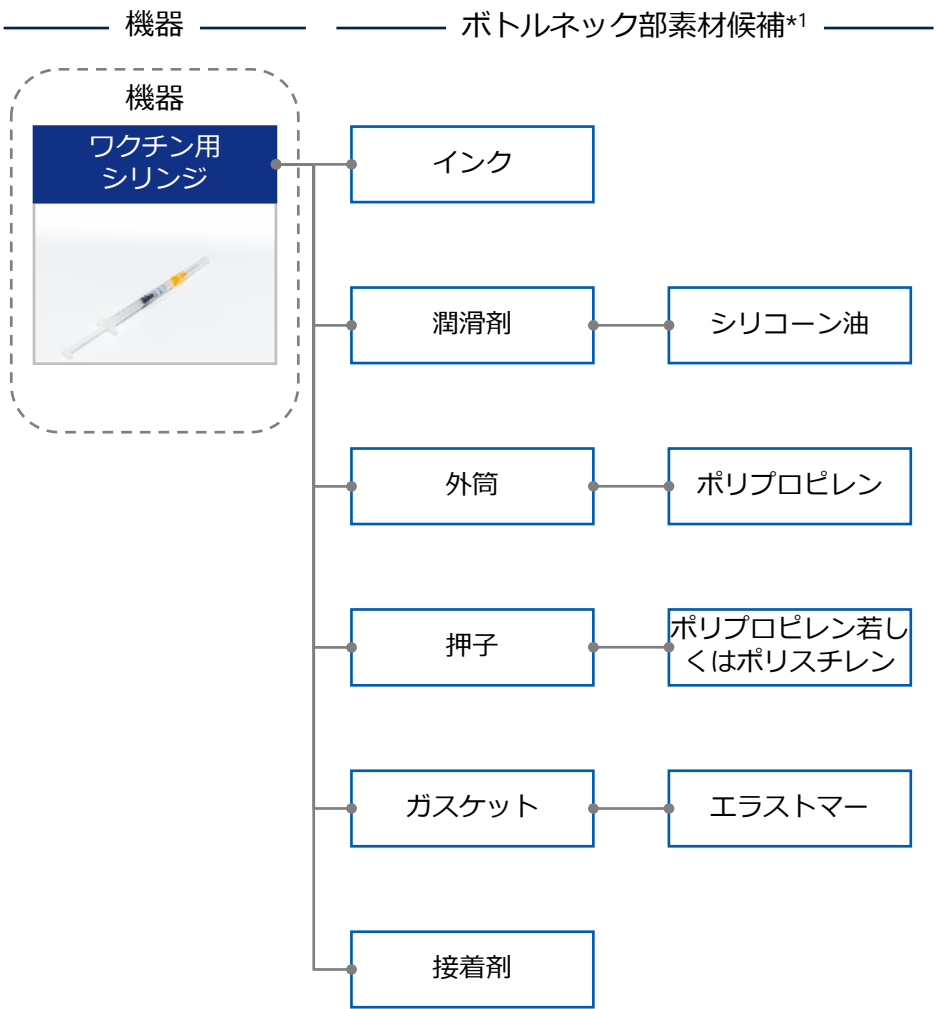 機器
ボトルネック部素材候補*1
機器
ワクチン用
シリンジ
インク
潤滑剤
シリコーン油
外筒
ポリプロピレン
押子
ポリプロピレン若し
くはポリスチレン
ガスケット
エラストマー
接着剤